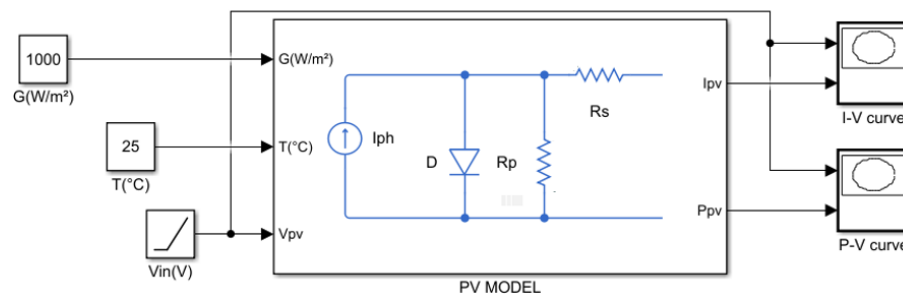 1000
G(W/m²)
25
T(°C)
Vin(V)
G(W/m²)
T(°C)
Vpv
Iph
D
Rp
Rs
Ipv
Ppv
PV MODEL
I-V curve
P-V curve